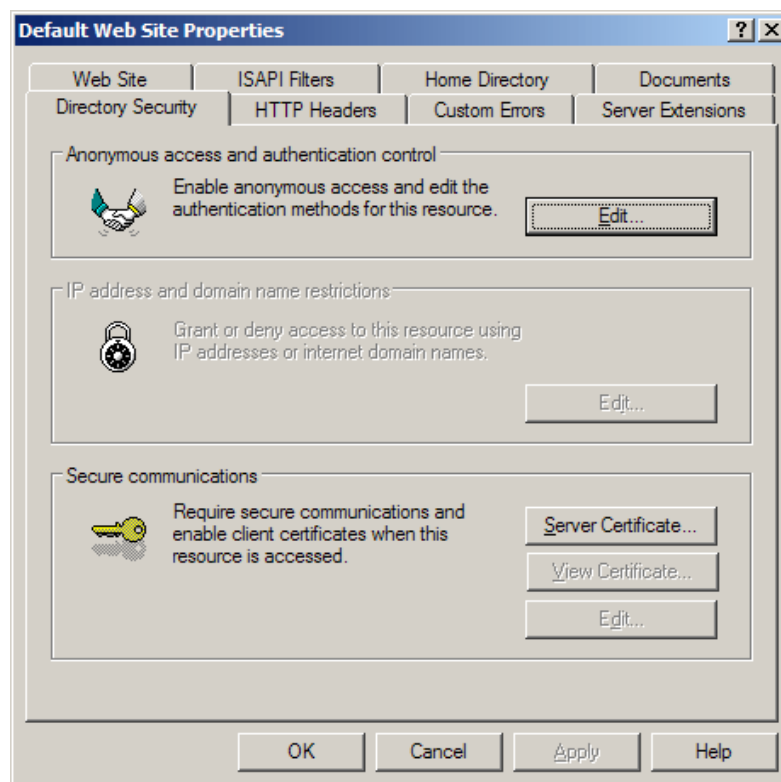 Default Web Site Properties
Web Site
ISAPI Filters
Home Directory
Documents
Directory Security
HTTP Headers
Custom Errors
Server Extensions
Anonymous access and authentication control
Enable anonymous access and edit the
authentication methods for this resource.
Edit...
IP address and domain name restrictions
Grant or deny access to this resource using
IP addresses or internet domain names.
Edit...
Secure communications
Require secure communications and
enable client certificates when this
resource is accessed.
Server Certificate...
View Certificate...
Edit...
OK
Cancel
Apply
Help